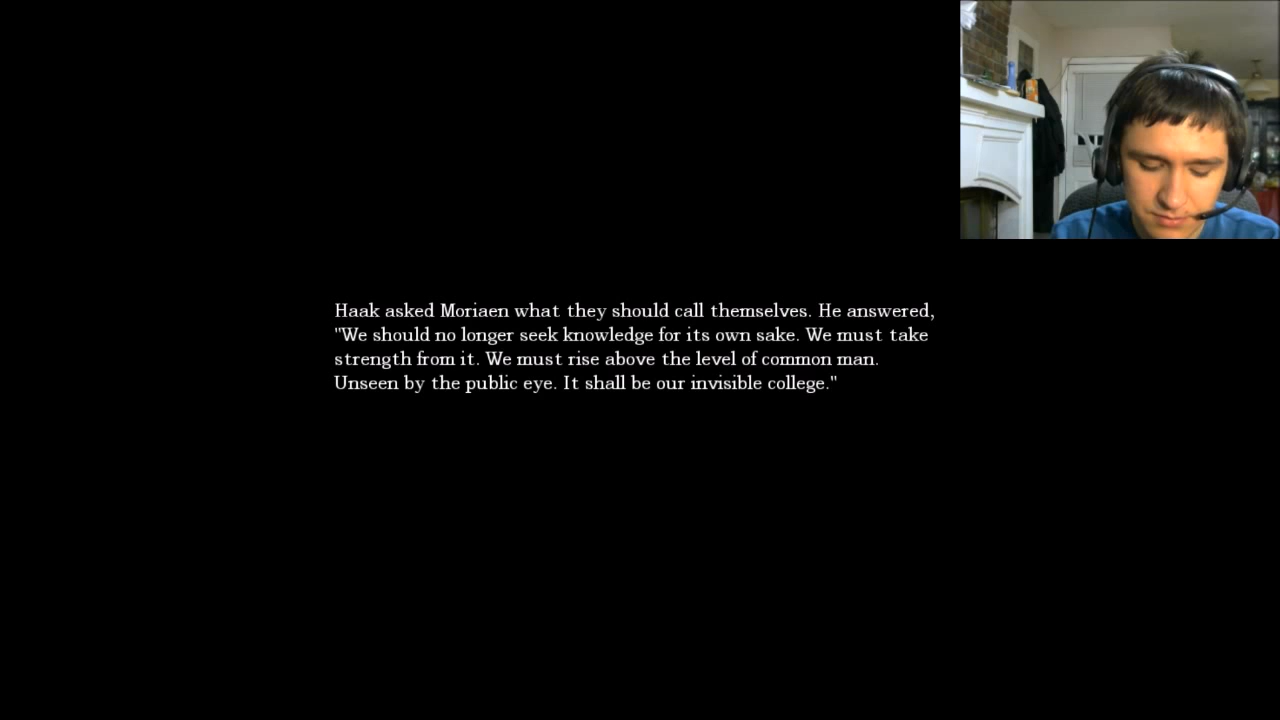 Haak asked Moriaen what they should call themselves. He answered,
"We should no longer seek knowledge for its own sake. We must take
strength from it. We must rise above the level of common man.
Unseen by the public eye. It shall be our invisible college."